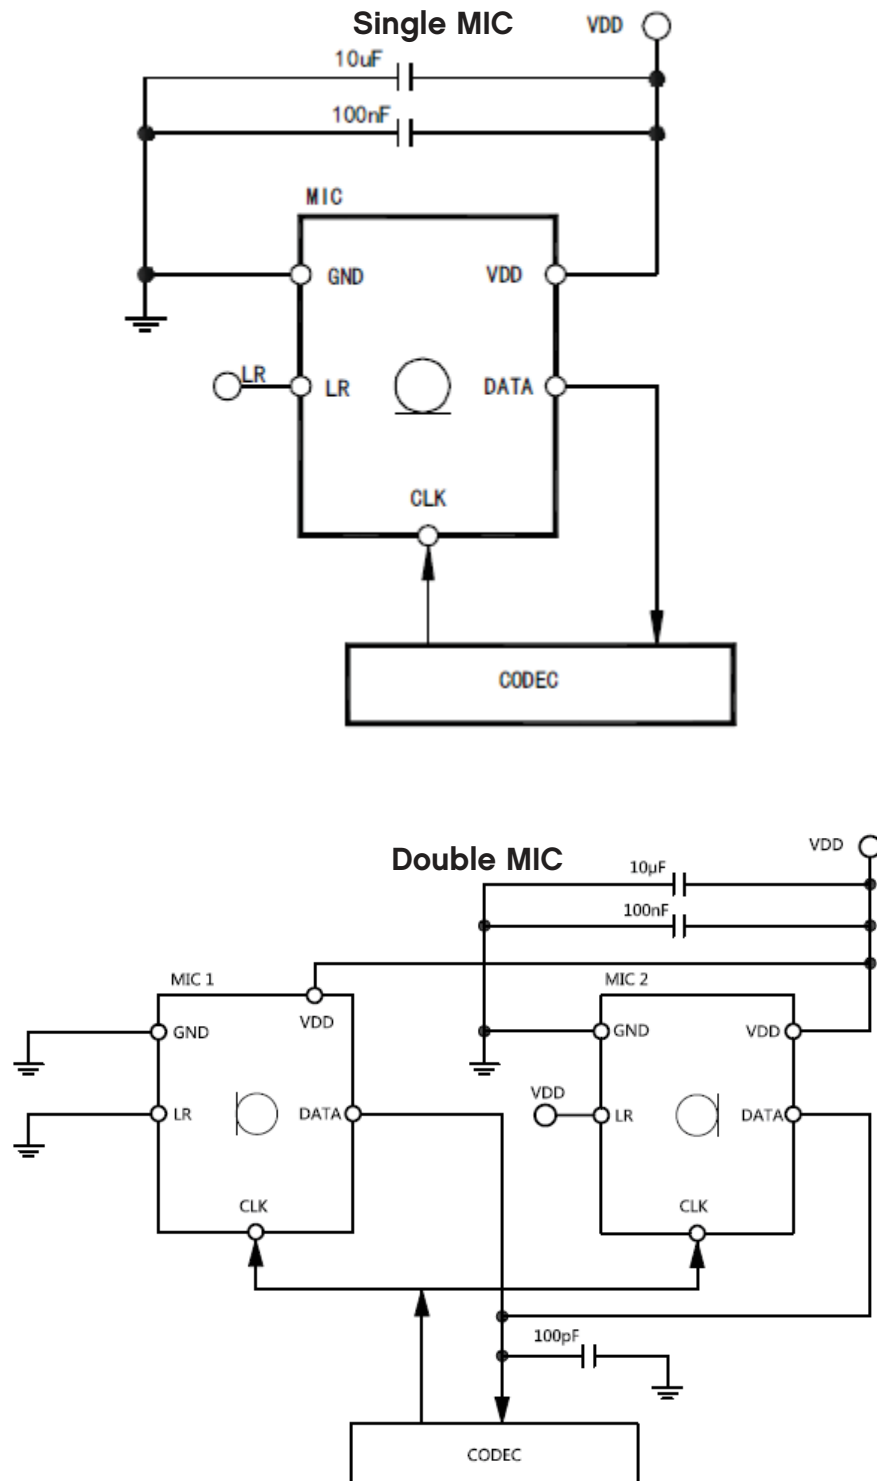 Single MIC
VDD
10uF
100nF
MIC
GND
VDD
LR
LR
DATA
CLK
CODEC
Double MIC
VDD
10μF
100nF
MIC 1
MIC 2
VDD
GND
GND
VDD
VDD
LR
DATA
LR
DATA
CLK
CLK
100pF
CODEC